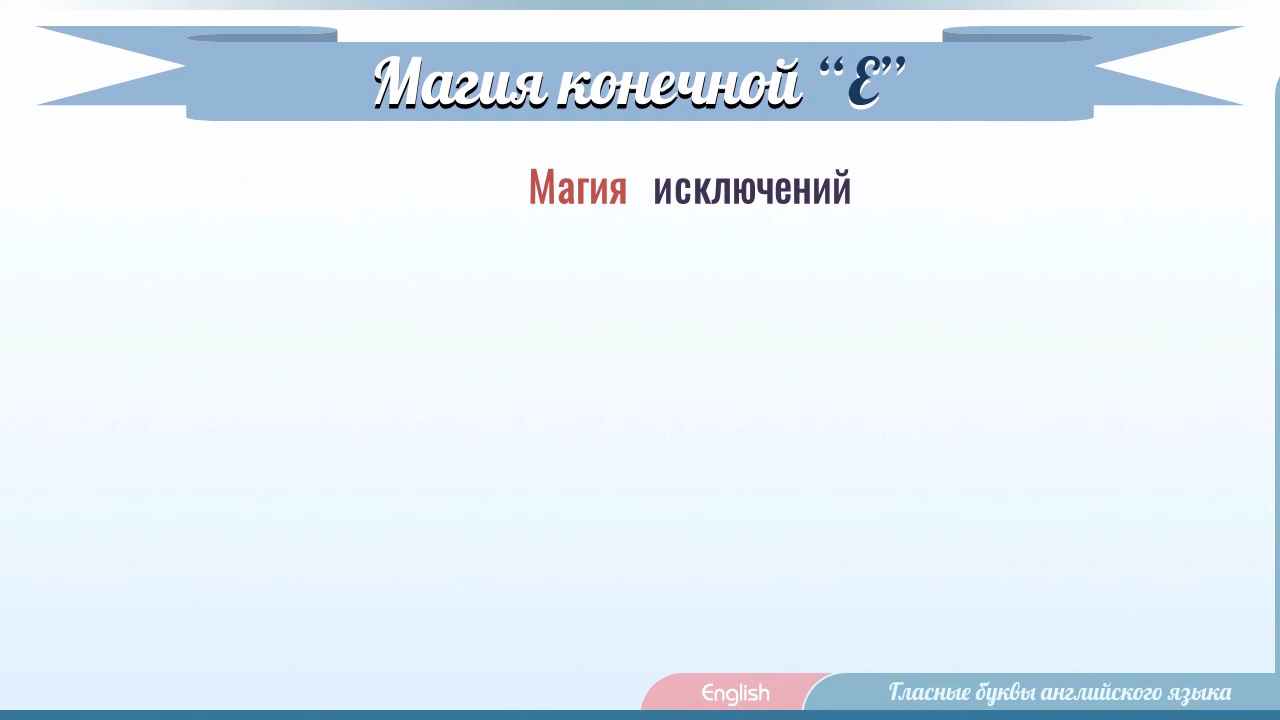 Магия конечной “Е”
Магия исключений
English
Гласные буквы английского языка